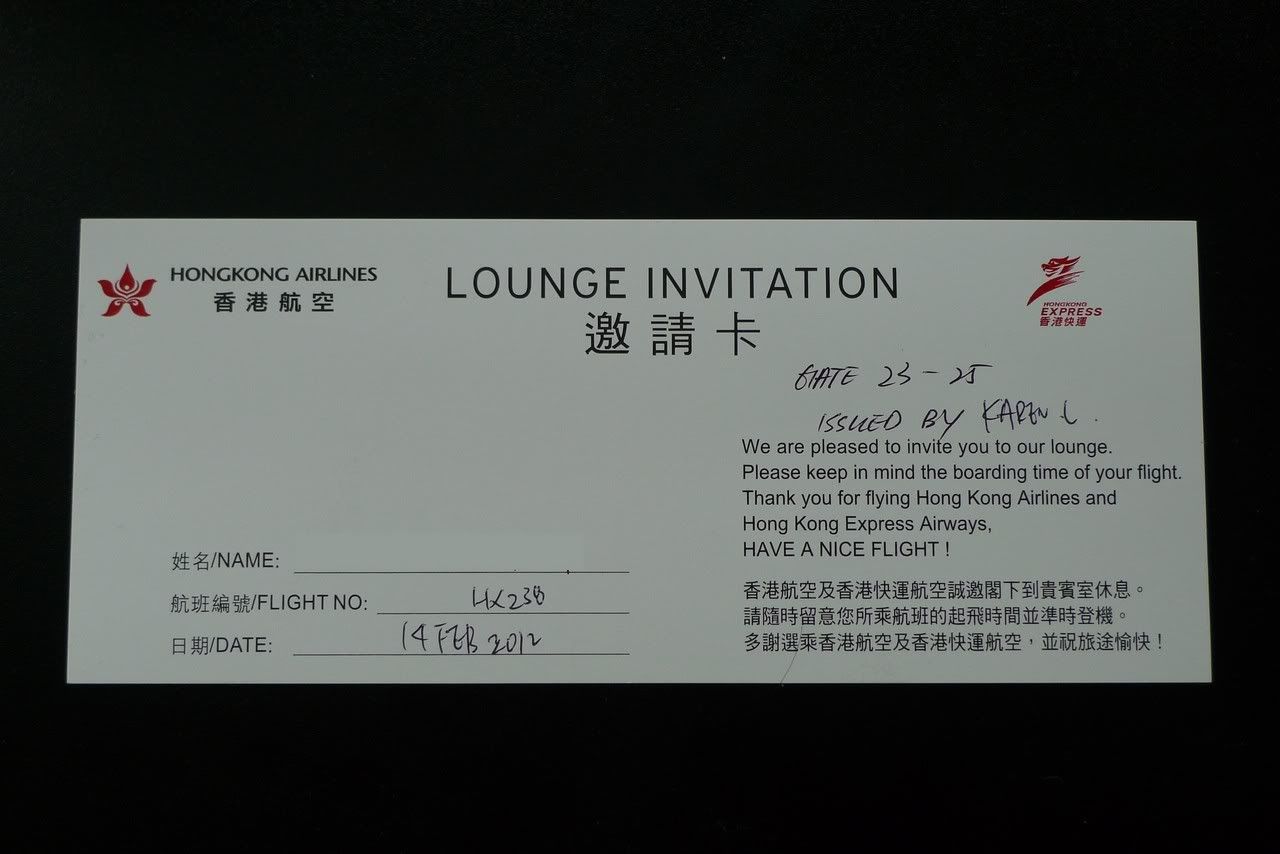 HONGKONG AIRLINES
香港航空
LOUNGE INVITATION
邀請卡
HONGKONG
EXPRESS
香港快運
GATE 23-25
ISSUED BY KAREN L.
We are pleased to invite you to our lounge.
Please keep in mind the boarding time of your flight.
Thank you for flying Hong Kong Airlines and
Hong Kong Express Airways,
HAVE A NICE FLIGHT !
香港航空及香港快運航空誠邀閣下到貴賓室休息。
請隨時留意您所乘航班的起飛時間並準時登機。
多謝選乘香港航空及香港快運航空，並祝旅途愉快！
姓名/NAME:
航班編號/FLIGHT NO: HX238
日期/DATE: 14 FEB 2012